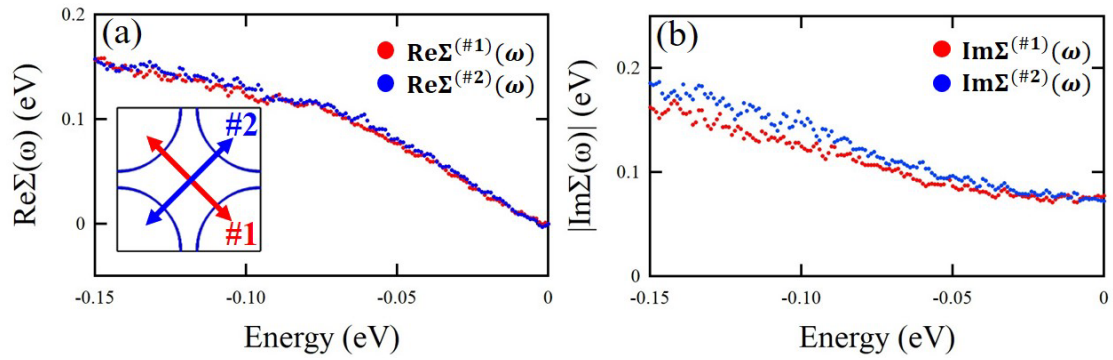 (a)
ReΣ(#1)(ω)
ReΣ(#2)(ω)
#2
#1
ReΣ(ω) (eV)
0.2
0.1
0
-0.15
-0.10
-0.05
0
Energy (eV)
(b)
ImΣ(#1)(ω)
ImΣ(#2)(ω)
|ImΣ(ω)| (eV)
0.2
0.1
0
-0.15
-0.10
-0.05
0
Energy (eV)